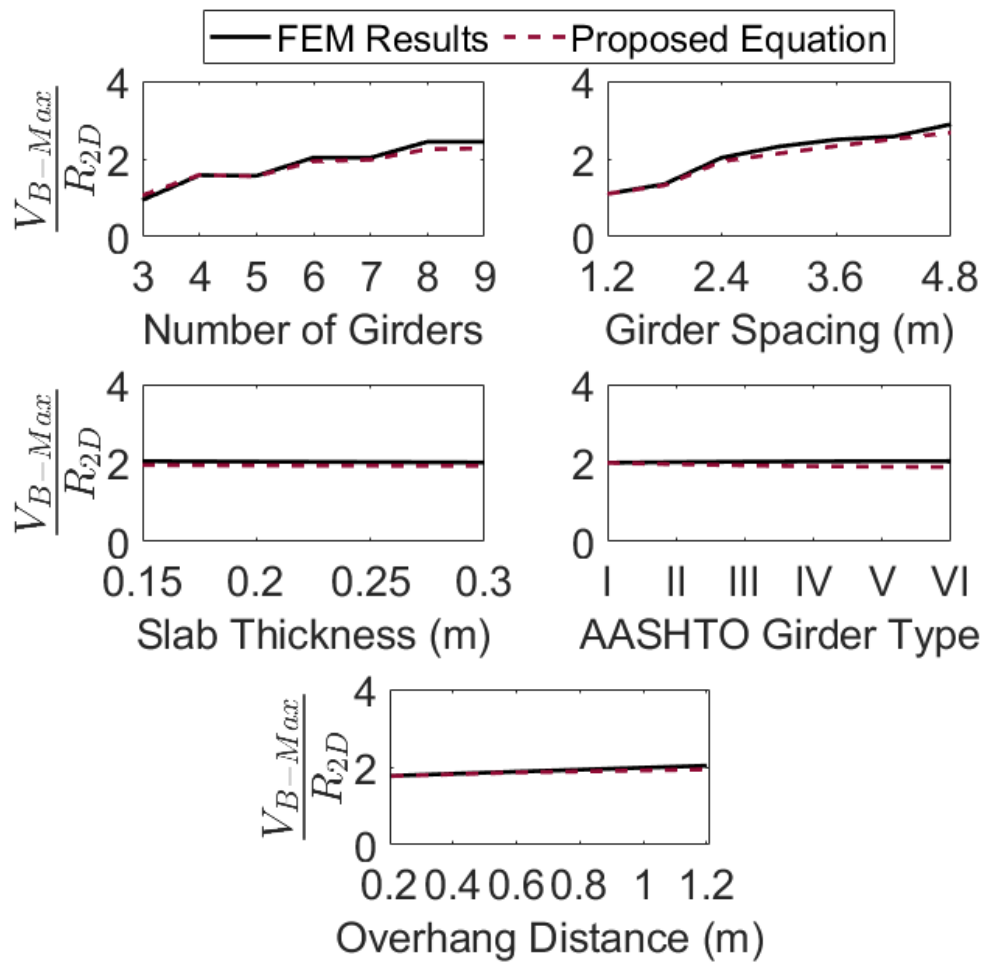 FEM Results Proposed Equation
V_{B-Max}
R_{2D}
4
2
0
3 4 5 6 7 8 9
Number of Girders
4
2
0
1.2 2.4 3.6 4.8
Girder Spacing (m)
V_{B-Max}
R_{2D}
4
2
0
0.15 0.2 0.25 0.3
Slab Thickness (m)
4
2
0
I II III IV V VI
AASHTO Girder Type
V_{B-Max}
R_{2D}
4
2
0
0.2 0.4 0.6 0.8 1 1.2
Overhang Distance (m)